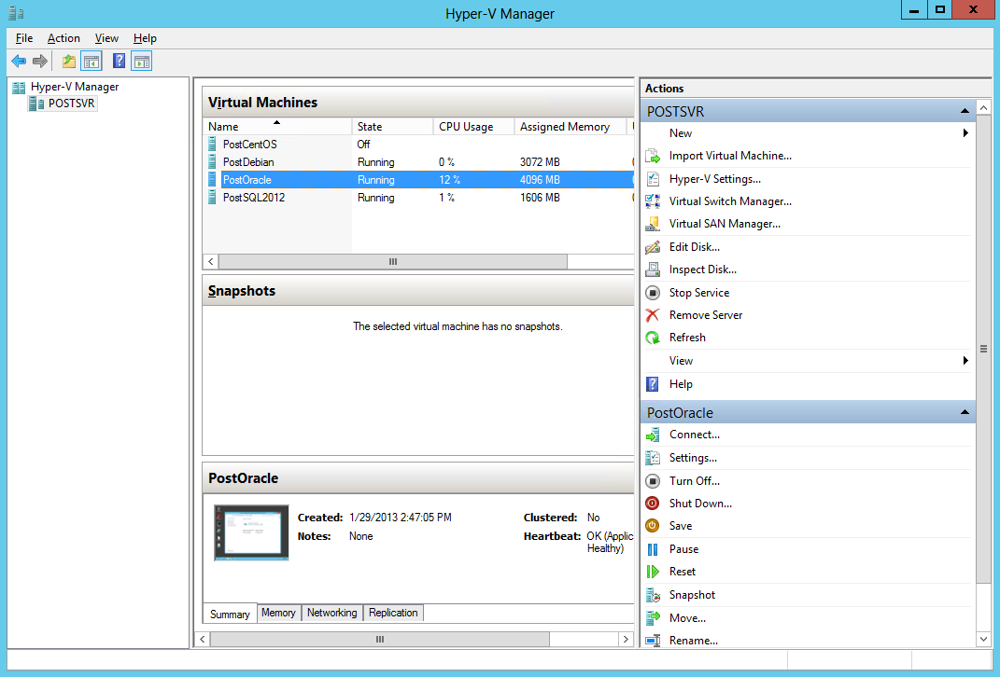 Hyper-V Manager
File Action View Help
Hyper-V Manager
POSTSVR
Virtual Machines
Name State CPU Usage Assigned Memory
PostCentOS Off
PostDebian Running 0 % 3072 MB
PostOracle Running 12 % 4096 MB
PostSQL2012 Running 1 % 1606 MB
Snapshots
The selected virtual machine has no snapshots.
PostOracle
Created: 1/29/2013 2:47:05 PM Clustered: No
Notes: None Heartbeat: OK (Applic
Healthy)
Summary Memory Networking Replication
Actions
POSTSVR
New
Import Virtual Machine...
Hyper-V Settings...
Virtual Switch Manager...
Virtual SAN Manager...
Edit Disk...
Inspect Disk...
Stop Service
Remove Server
Refresh
View
Help
PostOracle
Connect...
Settings...
Turn Off...
Shut Down...
Save
Pause
Reset
Snapshot
Move...
Rename...